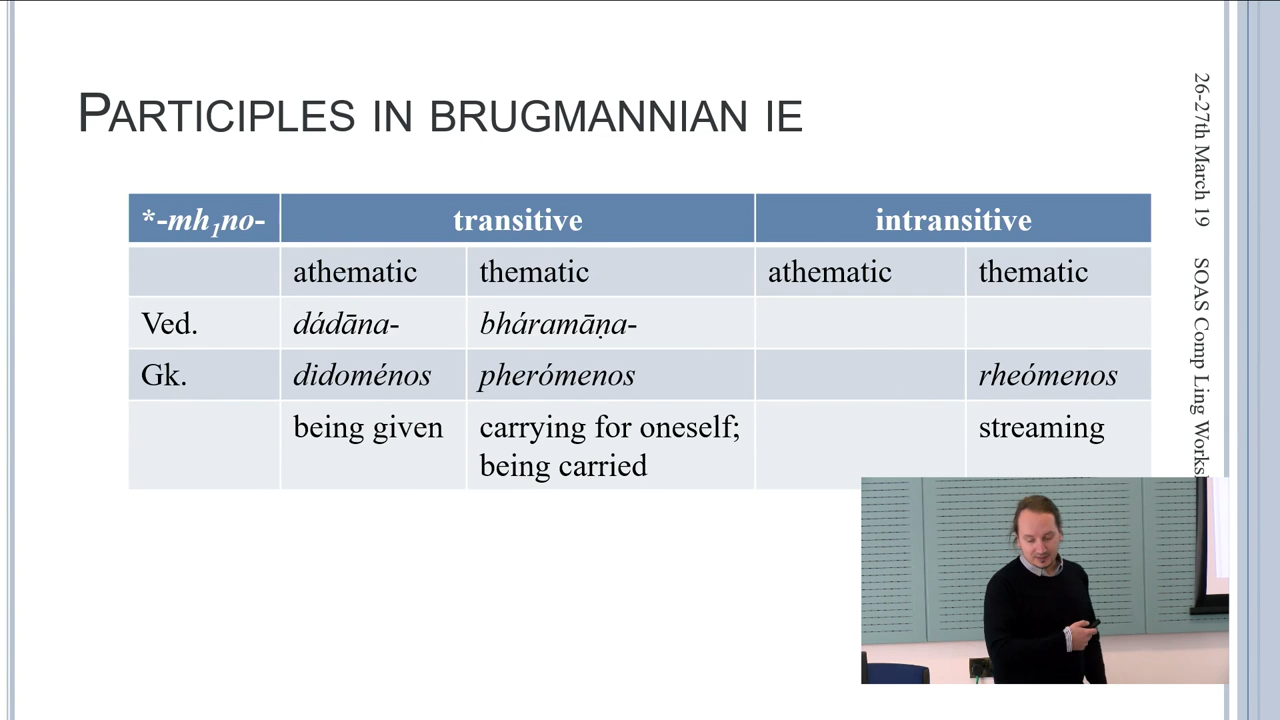 PARTICIPLES IN BRUGMANNIAN IE
*-mh₁no- transitive intransitive
athematic thematic athematic thematic
Ved. dádāna- bháramāṇa-
Gk. didoménos pherómenos rheómenos
being given carrying for oneself; streaming
being carried
26-27th March 19 SOAS Comp Ling